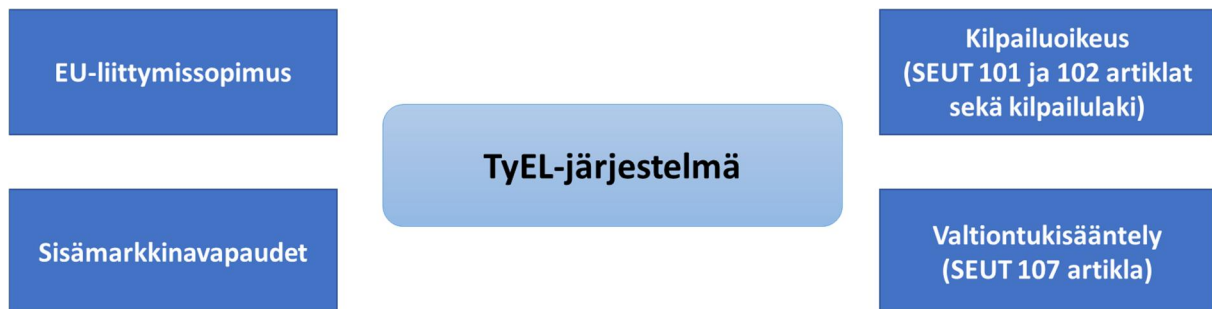 EU-liittymissopimus
Sisämarkkinavapaudet
TyEL-järjestelmä
Kilpailuoikeus
(SEUT 101 ja 102 artiklat
sekä kilpailulaki)
Valtiontukisääntely
(SEUT 107 artikla)